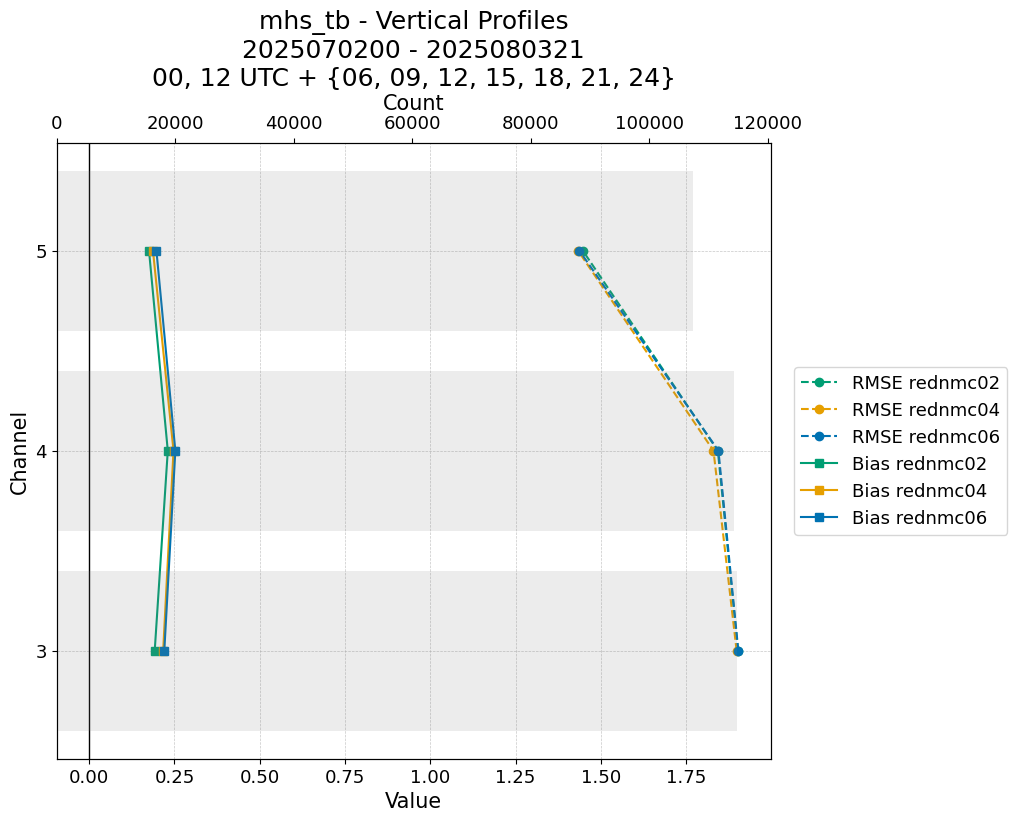 mhs_tb - Vertical Profiles
2025070200 - 2025080321
00, 12 UTC + {06, 09, 12, 15, 18, 21, 24}
Count
0 20000 40000 60000 80000 100000 120000
Channel
5
4
3
0.00 0.25 0.50 0.75 1.00 1.25 1.50 1.75
Value
RMSE rednmc02
RMSE rednmc04
RMSE rednmc06
Bias rednmc02
Bias rednmc04
Bias rednmc06